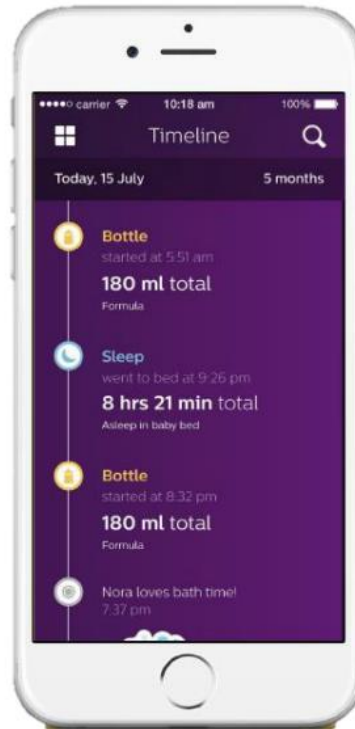 carrier 10:18 am 100%
Timeline
Today, 15 July 5 months
Bottle
started at 5:51 am
180 ml total
Formula
Sleep
went to bed at 9:26 pm
8 hrs 21 min total
Asleep in baby bed
Bottle
started at 8.32 pm
180 ml total
Formula
Nora loves bath time!
7.37 pm